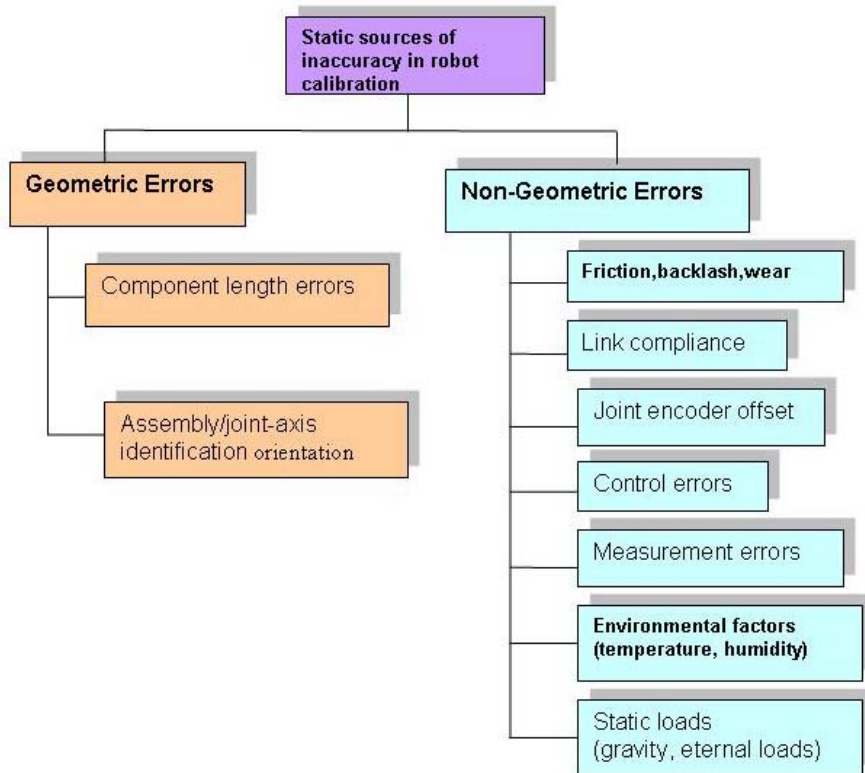 Static sources of
inaccuracy in robot
calibration
Geometric Errors
Component length errors
Assembly/joint-axis
identification orientation
Non-Geometric Errors
Friction,backlash,wear
Link compliance
Joint encoder offset
Control errors
Measurement errors
Environmental factors
(temperature, humidity)
Static loads
(gravity, eternal loads)